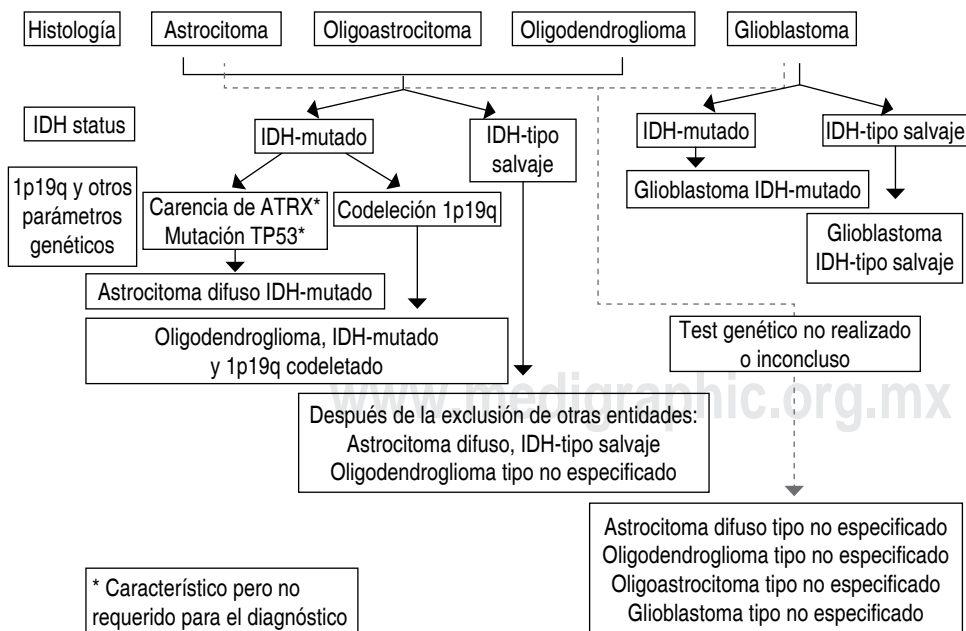 Histología
Astrocitoma
Oligoastrocitoma
Oligodendroglioma
Glioblastoma
IDH status
IDH-mutado
IDH-tipo
salvaje
IDH-mutado
IDH-tipo salvaje
1p19q y otros
parámetros
genéticos
Carencia de ATRX*
Mutación TP53*
Codeleción 1p19q
Glioblastoma IDH-mutado
Glioblastoma
IDH-tipo salvaje
Astrocitoma difuso IDH-mutado
Oligodendroglioma, IDH-mutado
y 1p19q codeletado
Test genético no realizado
o inconcluso
www.medigraphic.org.mx
Después de la exclusión de otras entidades:
Astrocitoma difuso, IDH-tipo salvaje
Oligodendroglioma tipo no especificado
Astrocitoma difuso tipo no especificado
Oligodendroglioma tipo no especificado
Oligoastrocitoma tipo no especificado
Glioblastoma tipo no especificado
* Característico pero no
requerido para el diagnóstico